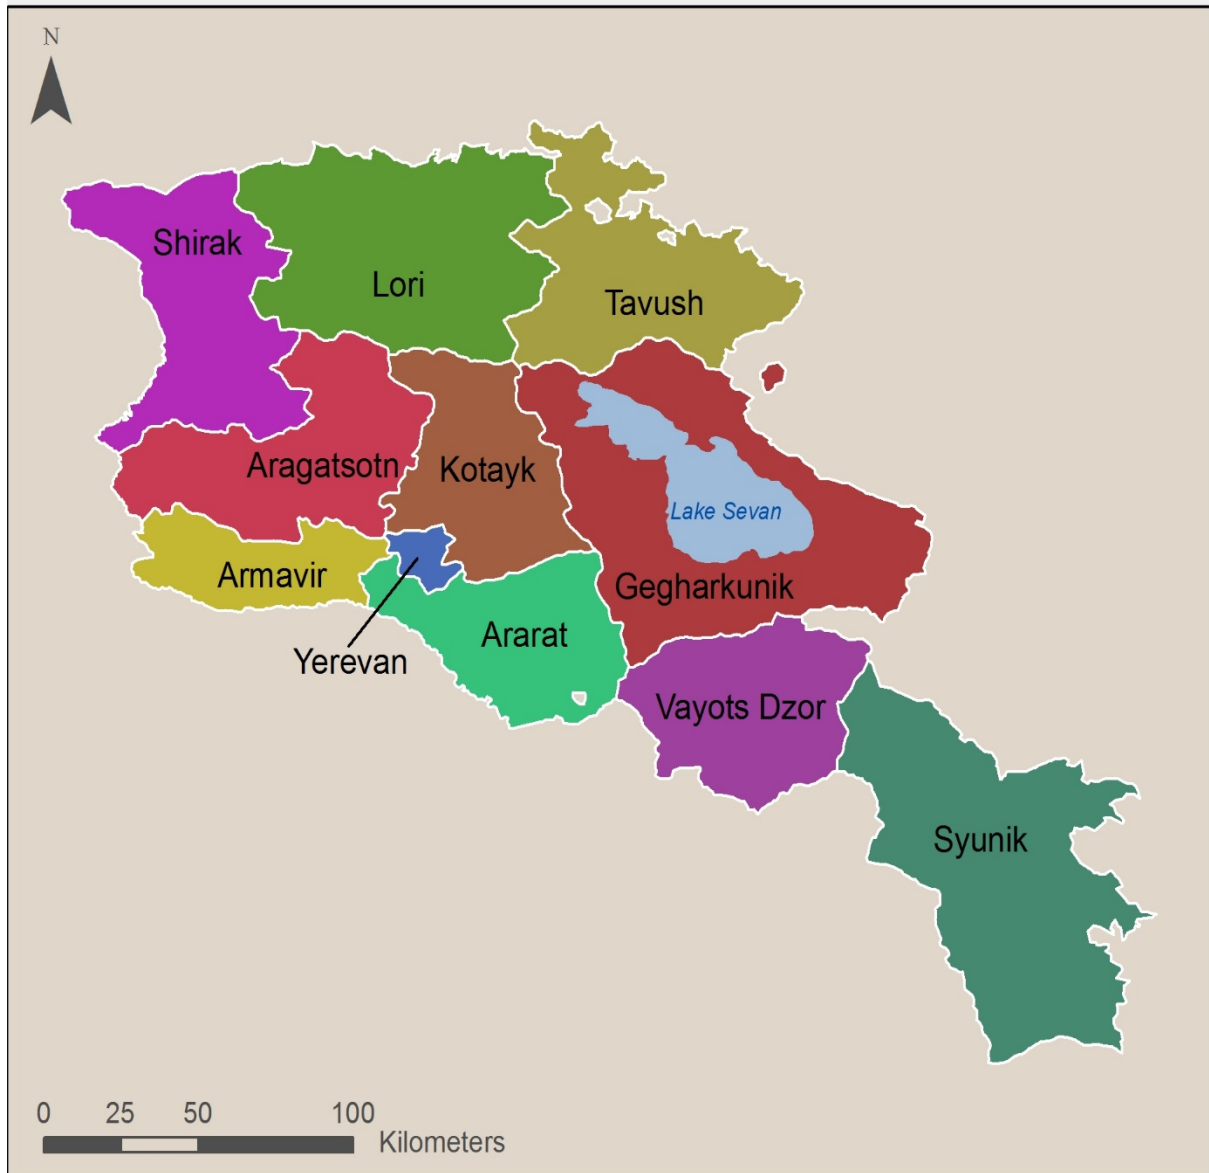 N
Shirak
Lori
Tavush
Aragatsotn
Kotayk
Lake Sevan
Armavir
Gegharkunik
Yerevan
Ararat
Vayots Dzor
Syunik
0 25 50 100
Kilometers